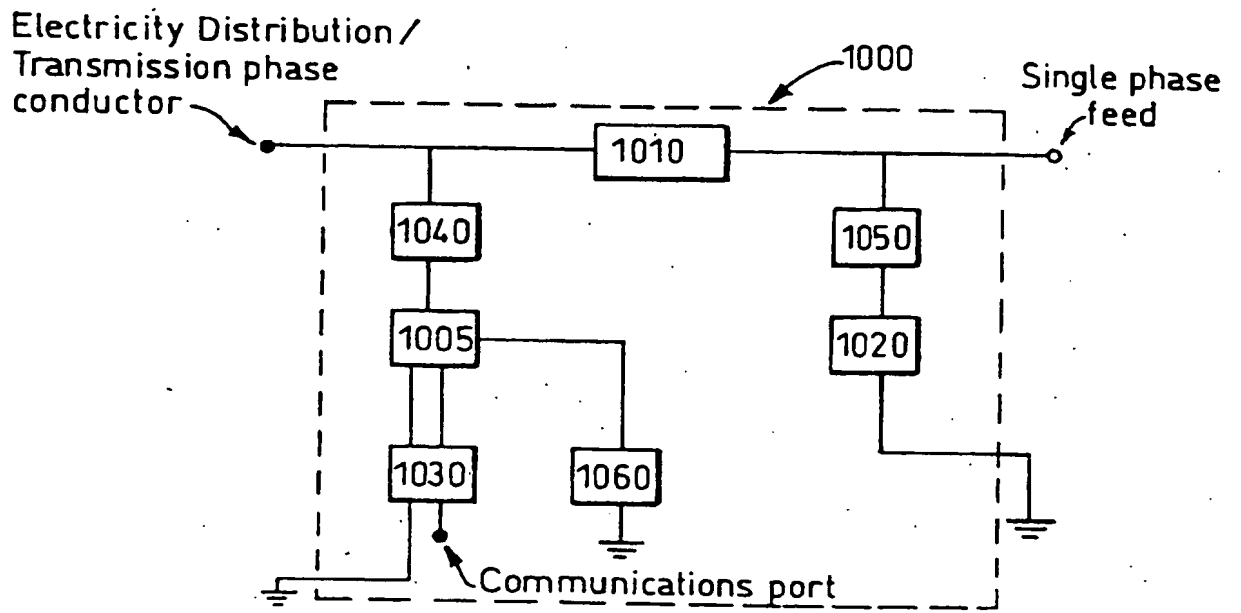 Electricity Distribution/
Transmission phase
conductor
1000
Single phase
feed
1010
1040
1050
1005
1020
1030
1060
Communications port